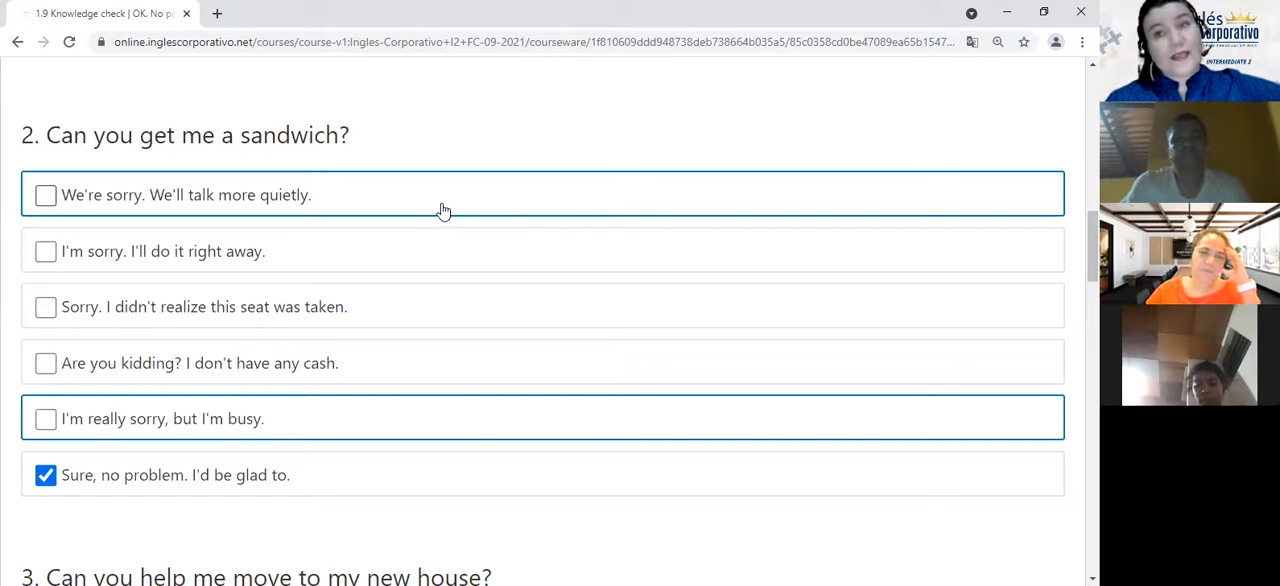 1.9 Knowledge check | OK. No pr
online.inglescorporativo.net/courses/course-v1:Ingles-Corporativo+I2+FC-09-2021/courseware/1f810609ddd948738deb738664b035a5/85c0358cd0be47089ea65b1547...
lés
Corporativo
INTERMEDIATE 2
2. Can you get me a sandwich?
We're sorry. We'll talk more quietly.
I'm sorry. I'll do it right away.
Sorry. I didn't realize this seat was taken.
Are you kidding? I don't have any cash.
I'm really sorry, but I'm busy.
Sure, no problem. I'd be glad to.
3. Can you help me move to my new house?